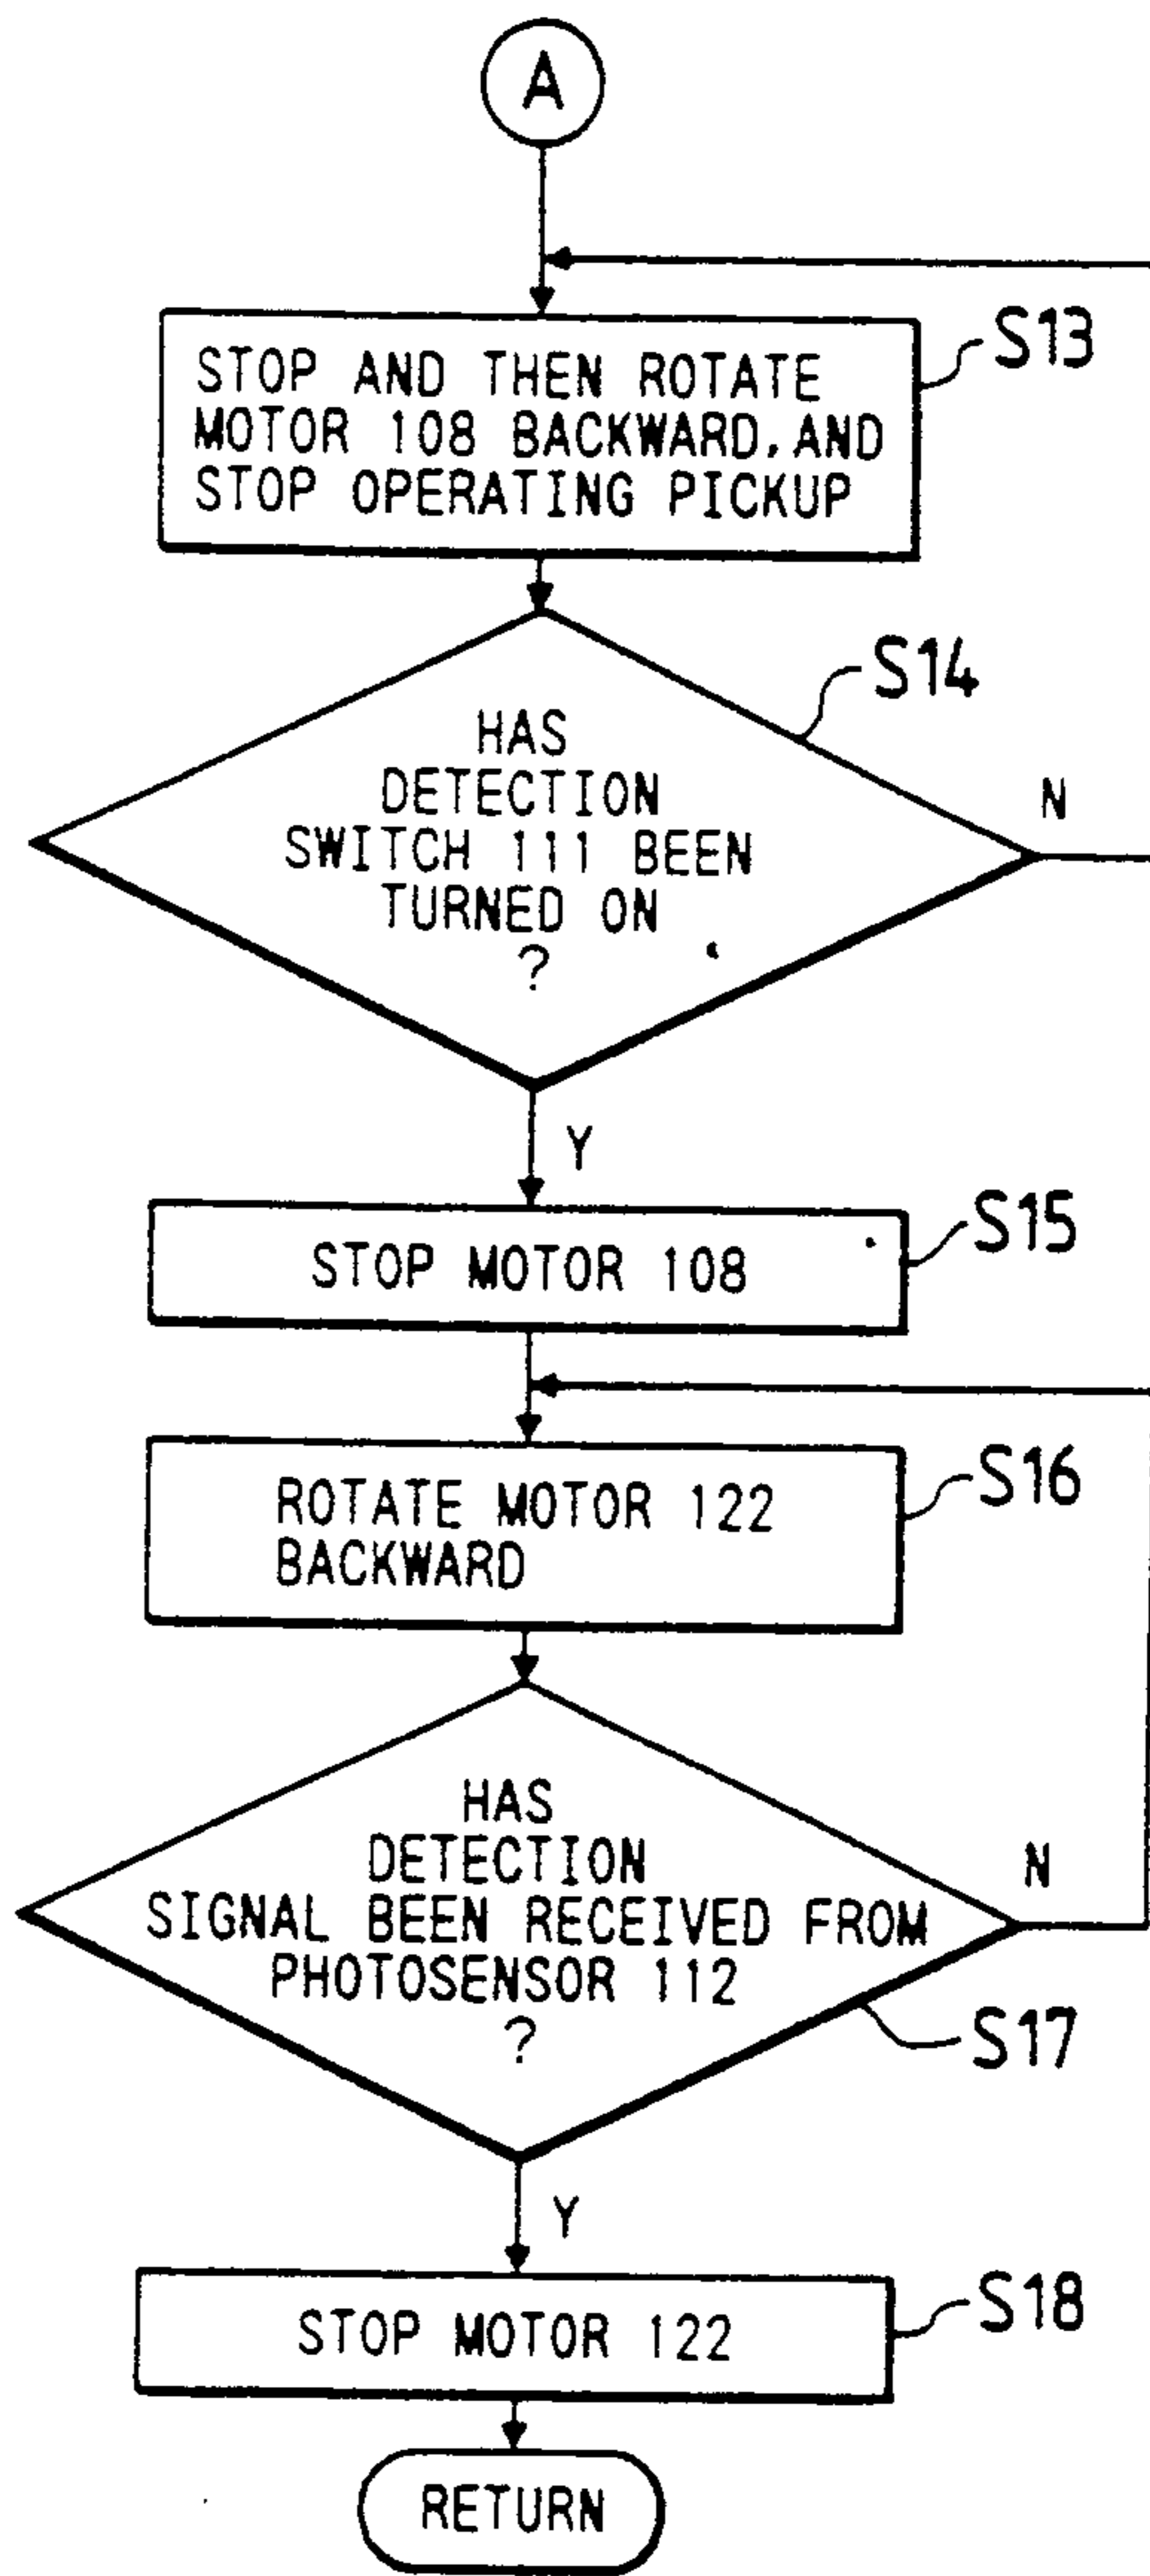 A
STOP AND THEN ROTATE
MOTOR 108 BACKWARD, AND
STOP OPERATING PICKUP
S13
HAS
DETECTION
SWITCH 111 BEEN
TURNED ON
?
S14
N
Y
STOP MOTOR 108
S15
ROTATE MOTOR 122
BACKWARD
S16
HAS
DETECTION
SIGNAL BEEN RECEIVED FROM
PHOTOSENSOR 112
?
N
S17
Y
STOP MOTOR 122
S18
RETURN